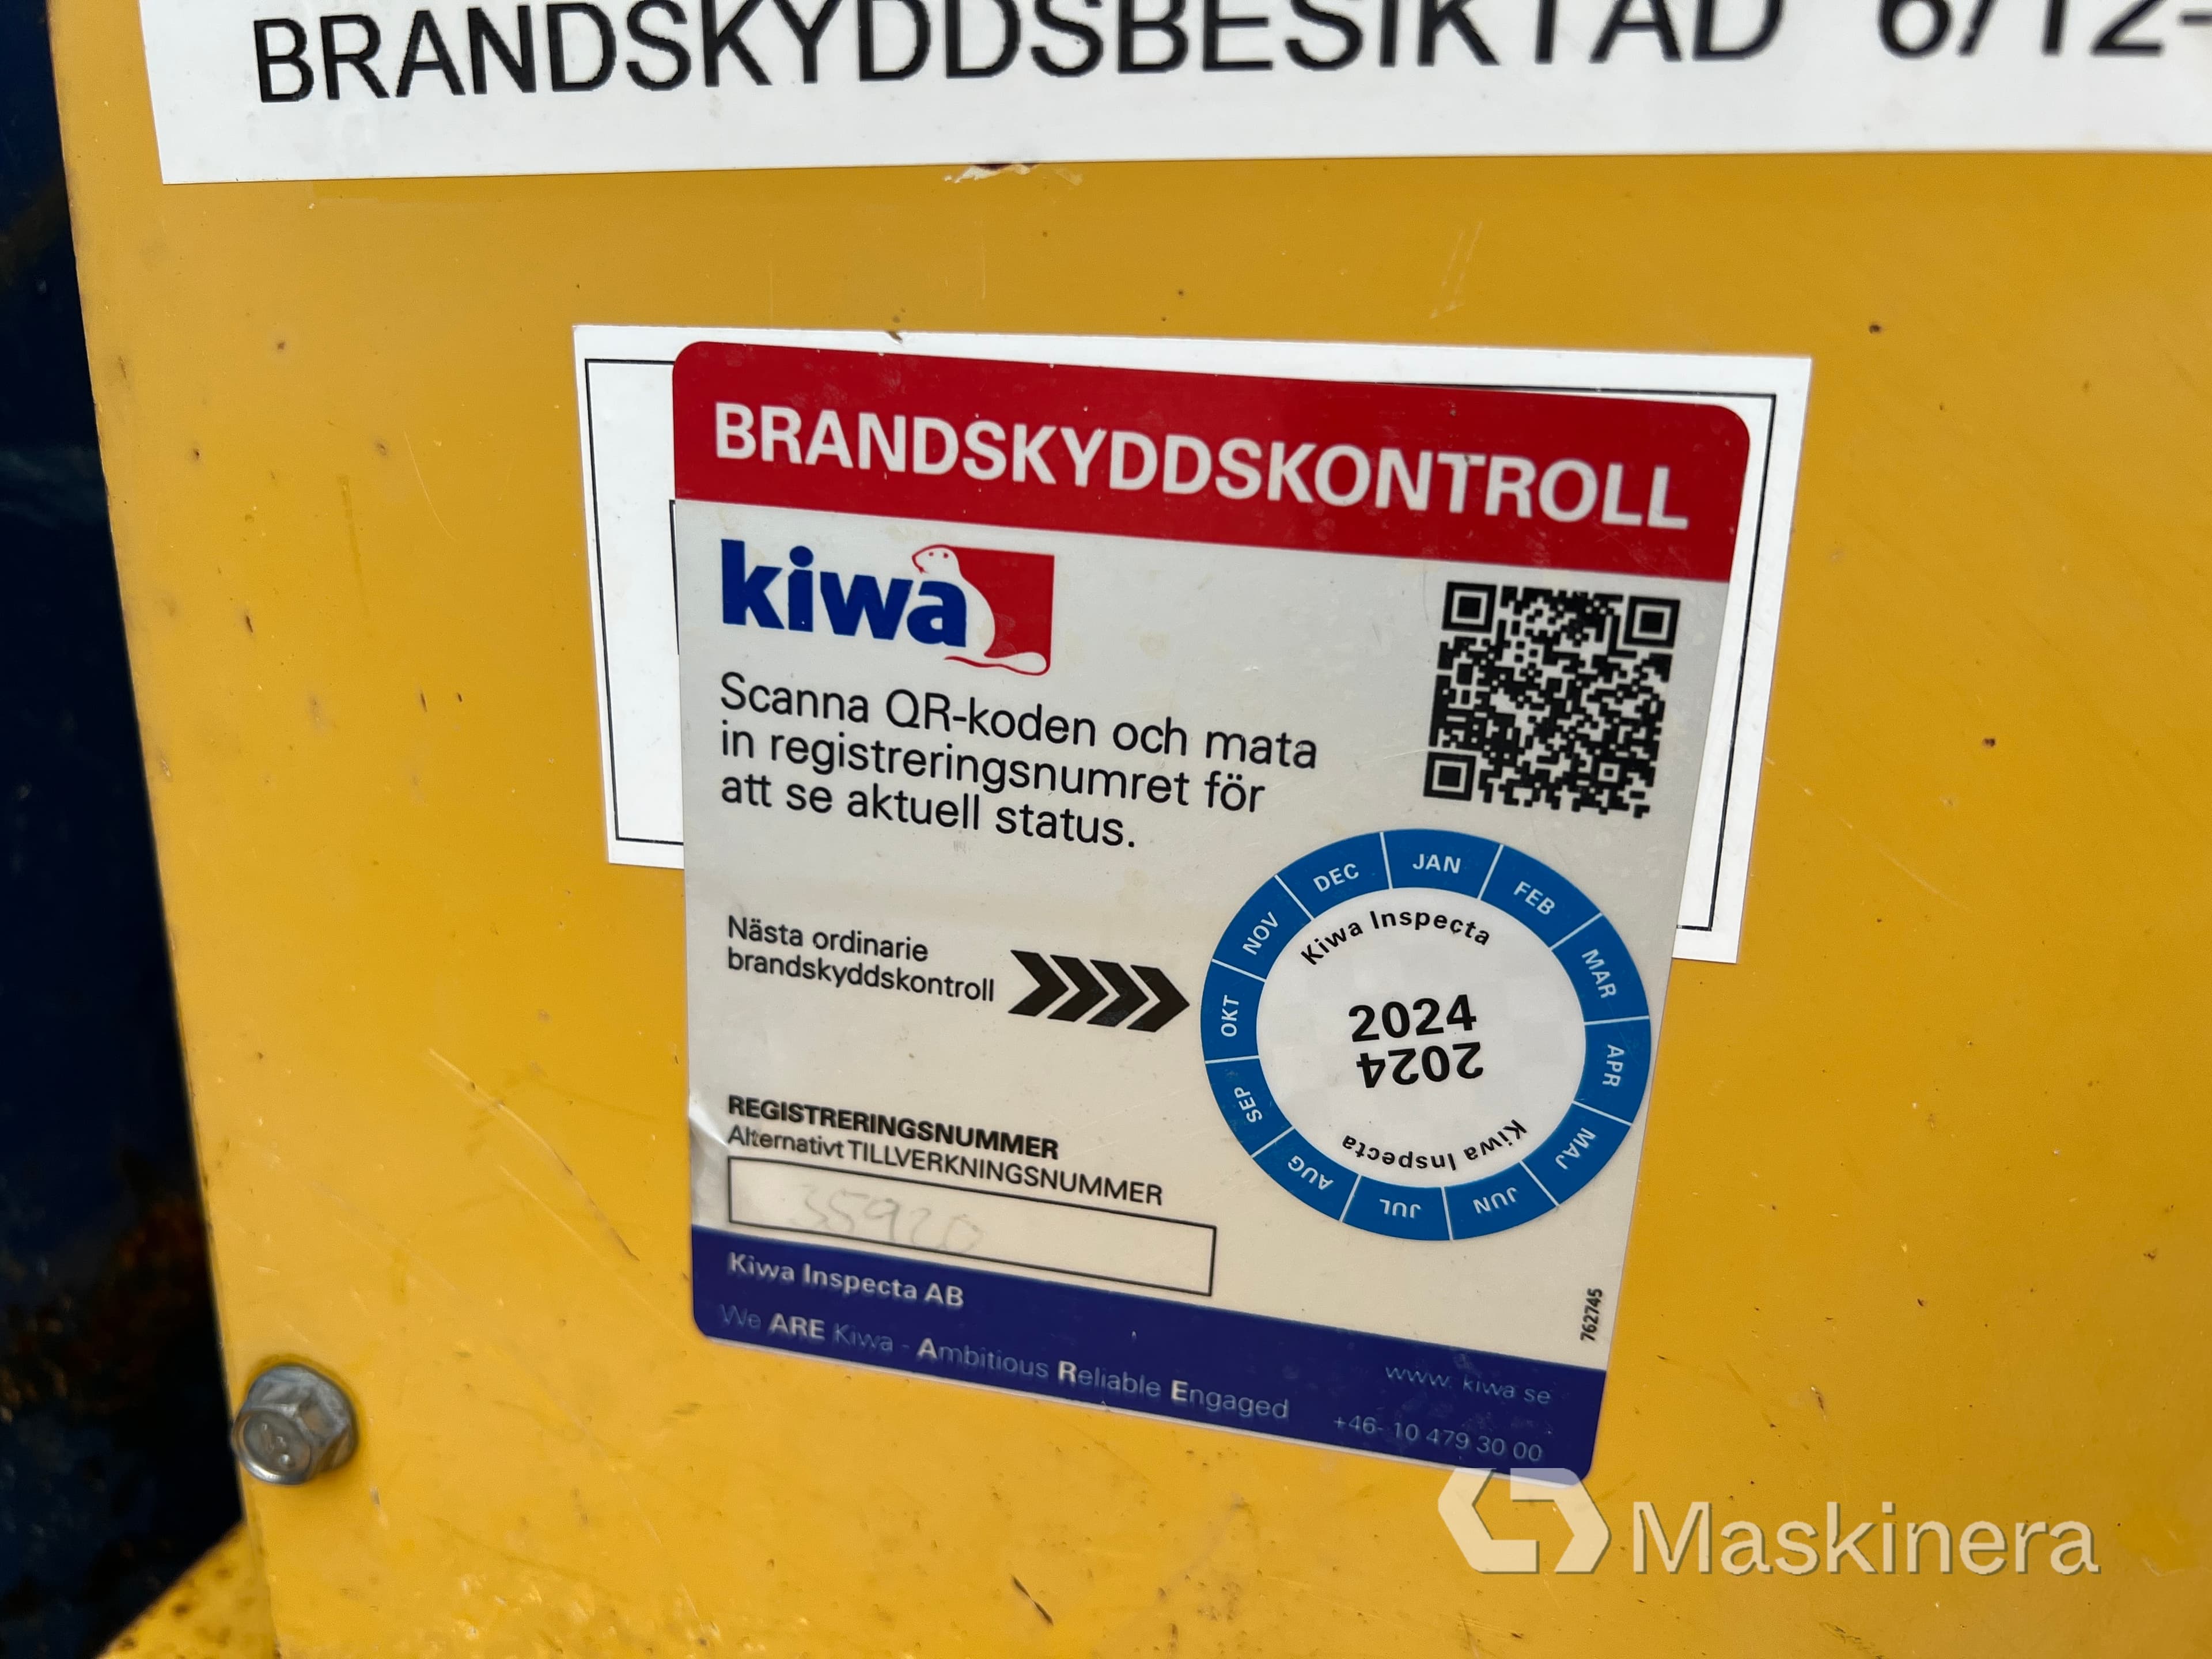 BRANDSKYDDSBESIKTAD 6/12-
BRANDSKYDDSKONTROLL
kiwa
Scanna QR-koden och mata
in registreringsnumret för
att se aktuell status.
Nästa ordinarie
brandskyddskontroll
JAN
FEB
MAR
APR
MAJ
JUN
JUL
AUG
SEP
OKT
NOV
DEC
Kiwa Inspecta
2024
2024
Kiwa Inspecta
REGISTRERINGSNUMMER
Alternativt TILLVERKNINGSNUMMER
35920
762745
Kiwa Inspecta AB
We ARE Kiwa - Ambitious Reliable Engaged
www. kiwa se
+46- 10 479 30 00
Maskinera